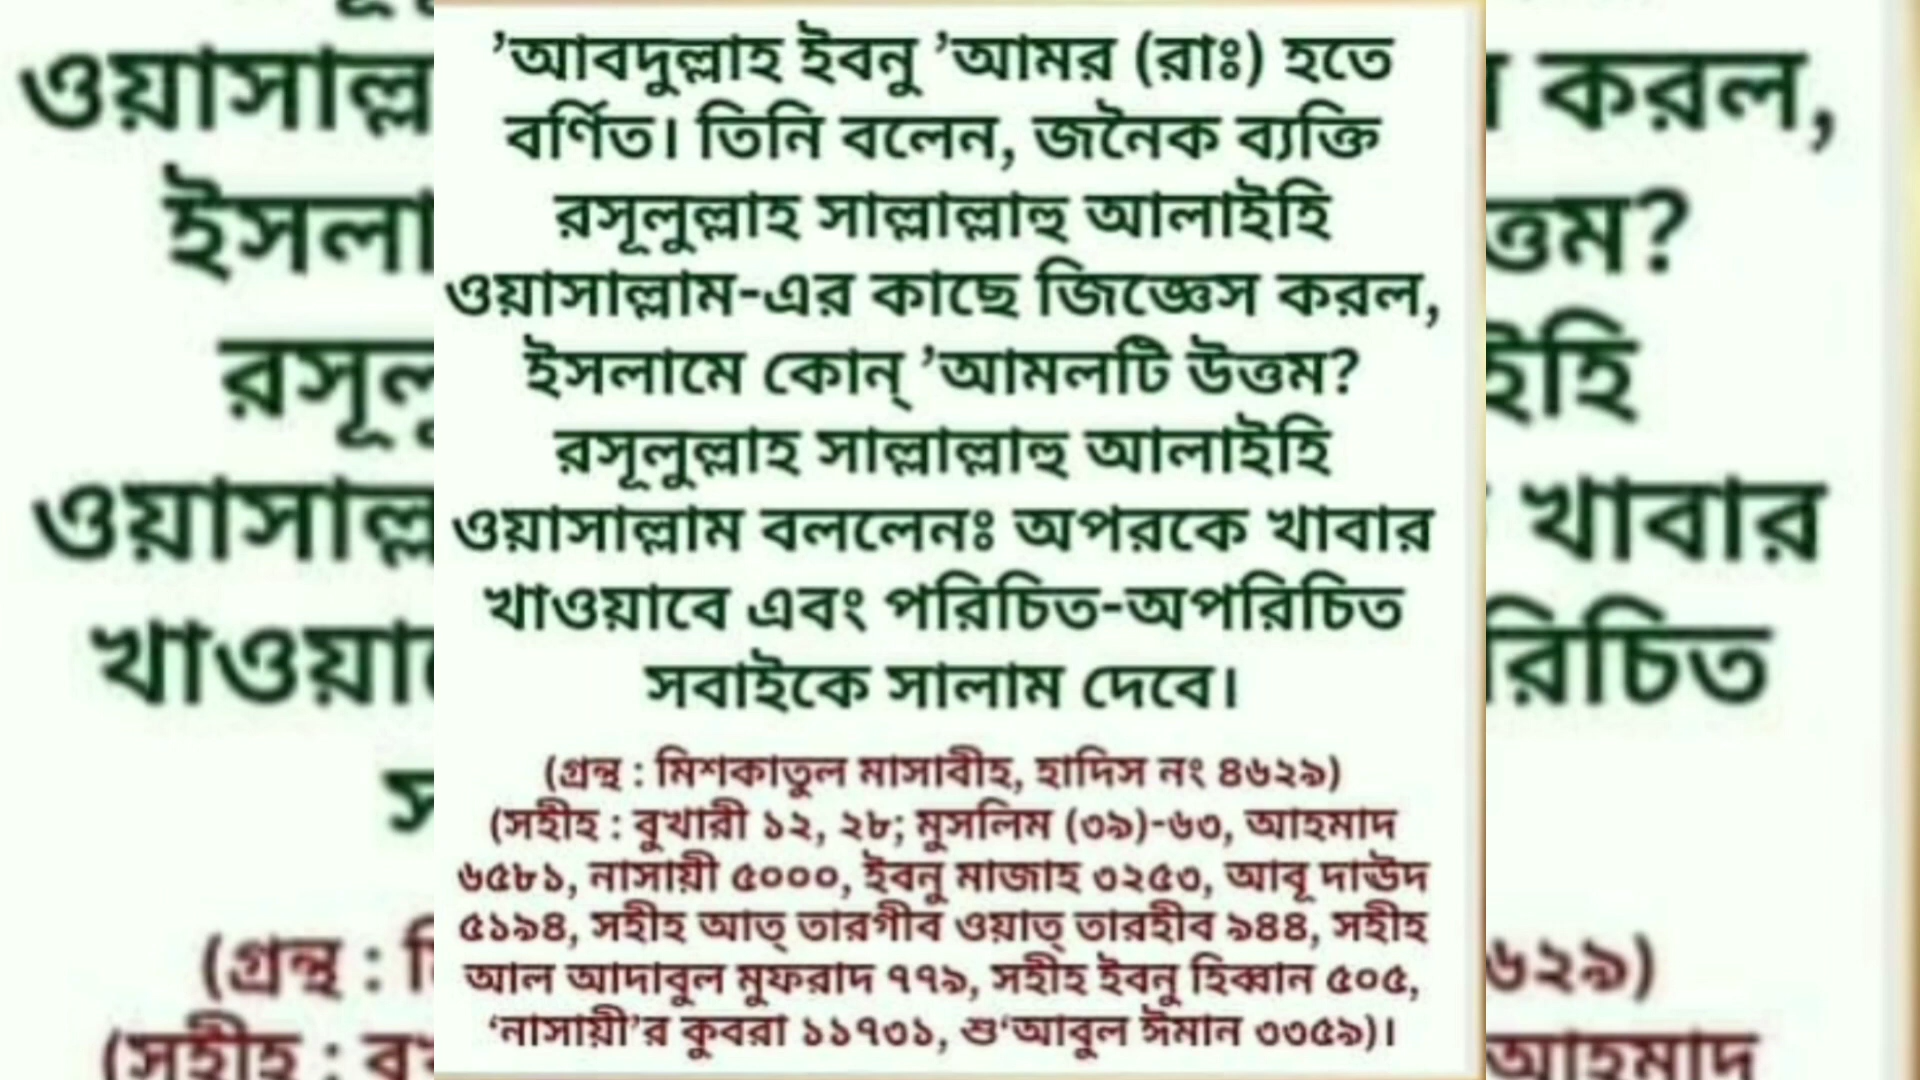 ’আবদুল্লাহ ইবনু ’আমর (রাঃ) হতে
বর্ণিত। তিনি বলেন, জনৈক ব্যক্তি
রসূলুল্লাহ সাল্লাল্লাহু আলাইহি
ওয়াসাল্লাম-এর কাছে জিজ্ঞেস করল,
ইসলামে কোন্ ’আমলটি উত্তম?
রসূলুল্লাহ সাল্লাল্লাহু আলাইহি
ওয়াসাল্লাম বললেনঃ অপরকে খাবার
খাওয়াবে এবং পরিচিত-অপরিচিত
সবাইকে সালাম দেবে।
(গ্রন্থ : মিশকাতুল মাসাবীহ, হাদিস নং ৪৬২৯)
(সহীহ : বুখারী ১২, ২৮; মুসলিম (৩৯)-৬৩, আহমাদ
৬৫৮১, নাসায়ী ৫০০০, ইবনু মাজাহ ৩২৫৩, আবূ দাঊদ
৫১৯৪, সহীহ আত্ তারগীব ওয়াত্ তারহীব ৯৪৪, সহীহ
আল আদাবুল মুফরাদ ৭৭৯, সহীহ ইবনু হিব্বান ৫০৫,
‘নাসায়ী’র কুবরা ১১৭৩১, শু‘আবুল ঈমান ৩৩৫৯)।